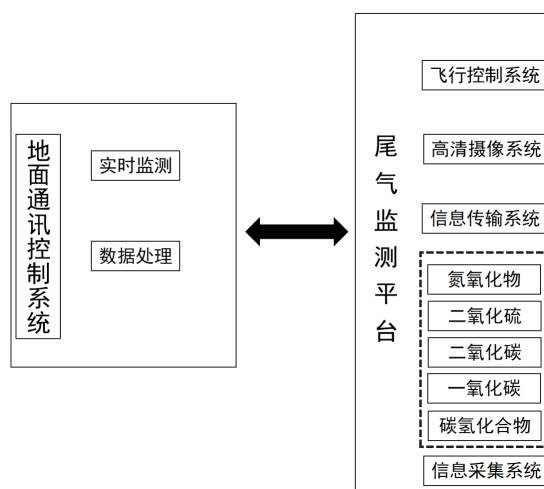 地面通讯控制系统
实时监测
数据处理
尾气监测平台
飞行控制系统
高清摄像系统
信息传输系统
氮氧化物
二氧化硫
二氧化碳
一氧化碳
碳氢化合物
信息采集系统